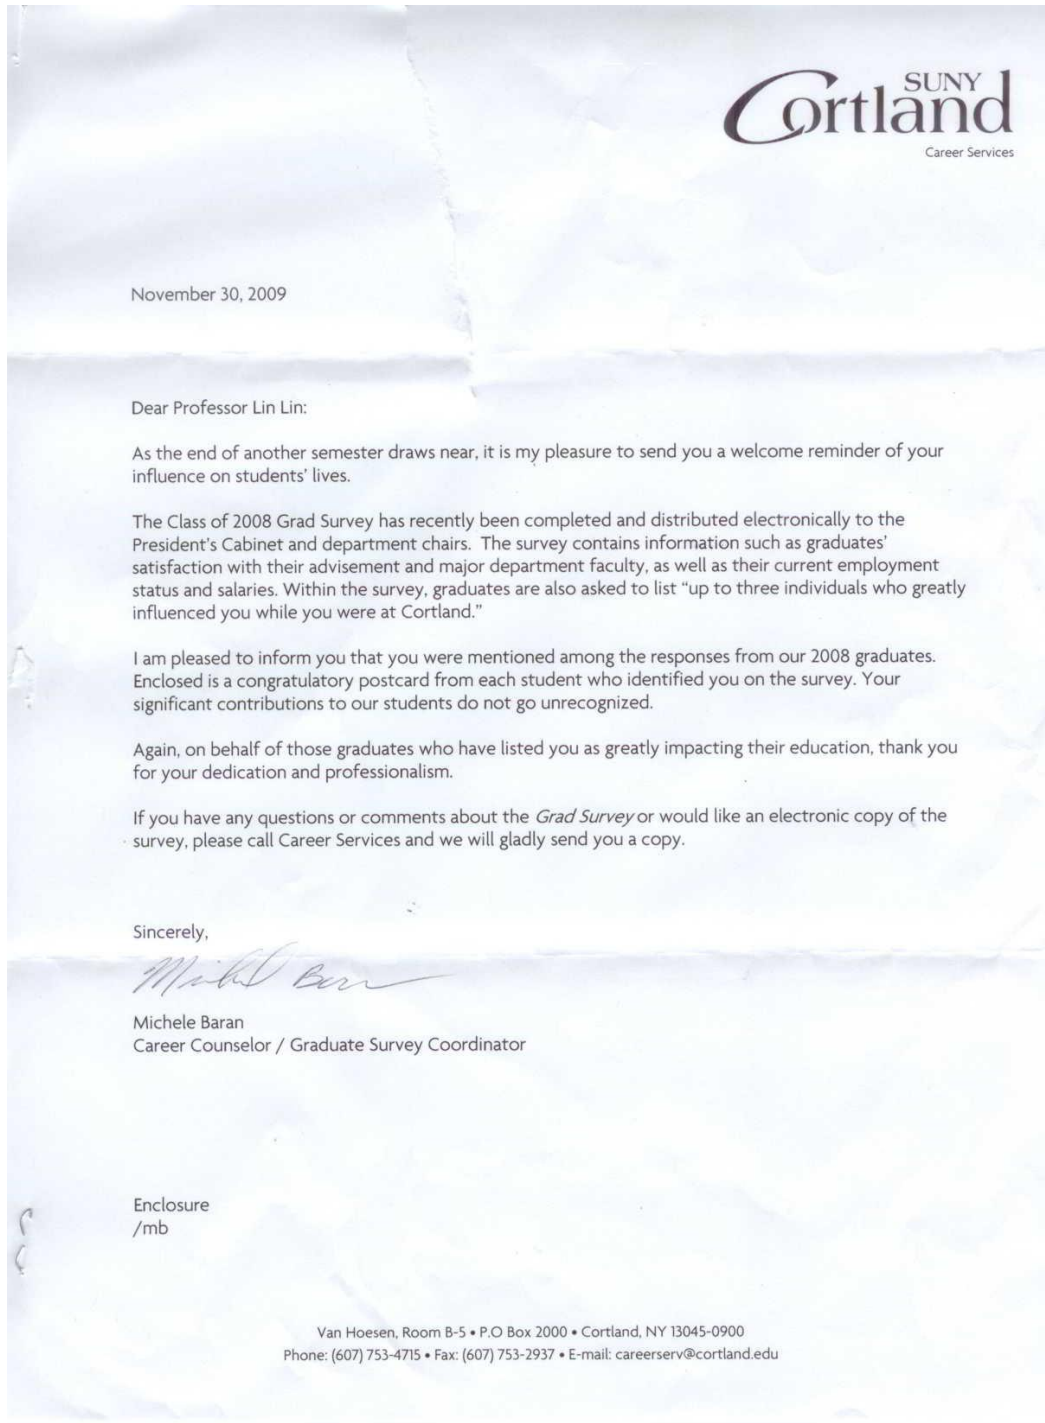 SUNY
Cortland
Career Services
November 30, 2009
Dear Professor Lin Lin:
As the end of another semester draws near, it is my pleasure to send you a welcome reminder of your
influence on students' lives.
The Class of 2008 Grad Survey has recently been completed and distributed electronically to the
President's Cabinet and department chairs.  The survey contains information such as graduates'
satisfaction with their advisement and major department faculty, as well as their current employment
status and salaries. Within the survey, graduates are also asked to list “up to three individuals who greatly
influenced you while you were at Cortland.”
I am pleased to inform you that you were mentioned among the responses from our 2008 graduates.
Enclosed is a congratulatory postcard from each student who identified you on the survey. Your
significant contributions to our students do not go unrecognized.
Again, on behalf of those graduates who have listed you as greatly impacting their education, thank you
for your dedication and professionalism.
If you have any questions or comments about the Grad Survey or would like an electronic copy of the
survey, please call Career Services and we will gladly send you a copy.
Sincerely,
Michele Baran
Career Counselor / Graduate Survey Coordinator
Enclosure
/mb
Van Hoesen, Room B-5 • P.O Box 2000 • Cortland, NY 13045-0900
Phone: (607) 753-4715 • Fax: (607) 753-2937 • E-mail: careerserv@cortland.edu